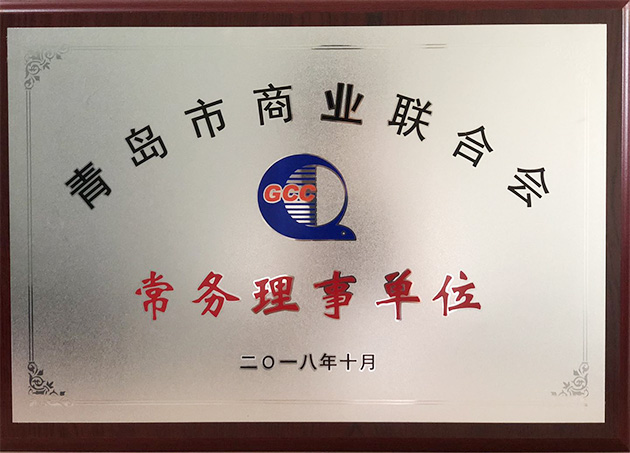 青岛市商业联合会
GCC
常务理事单位
二〇一八年十月